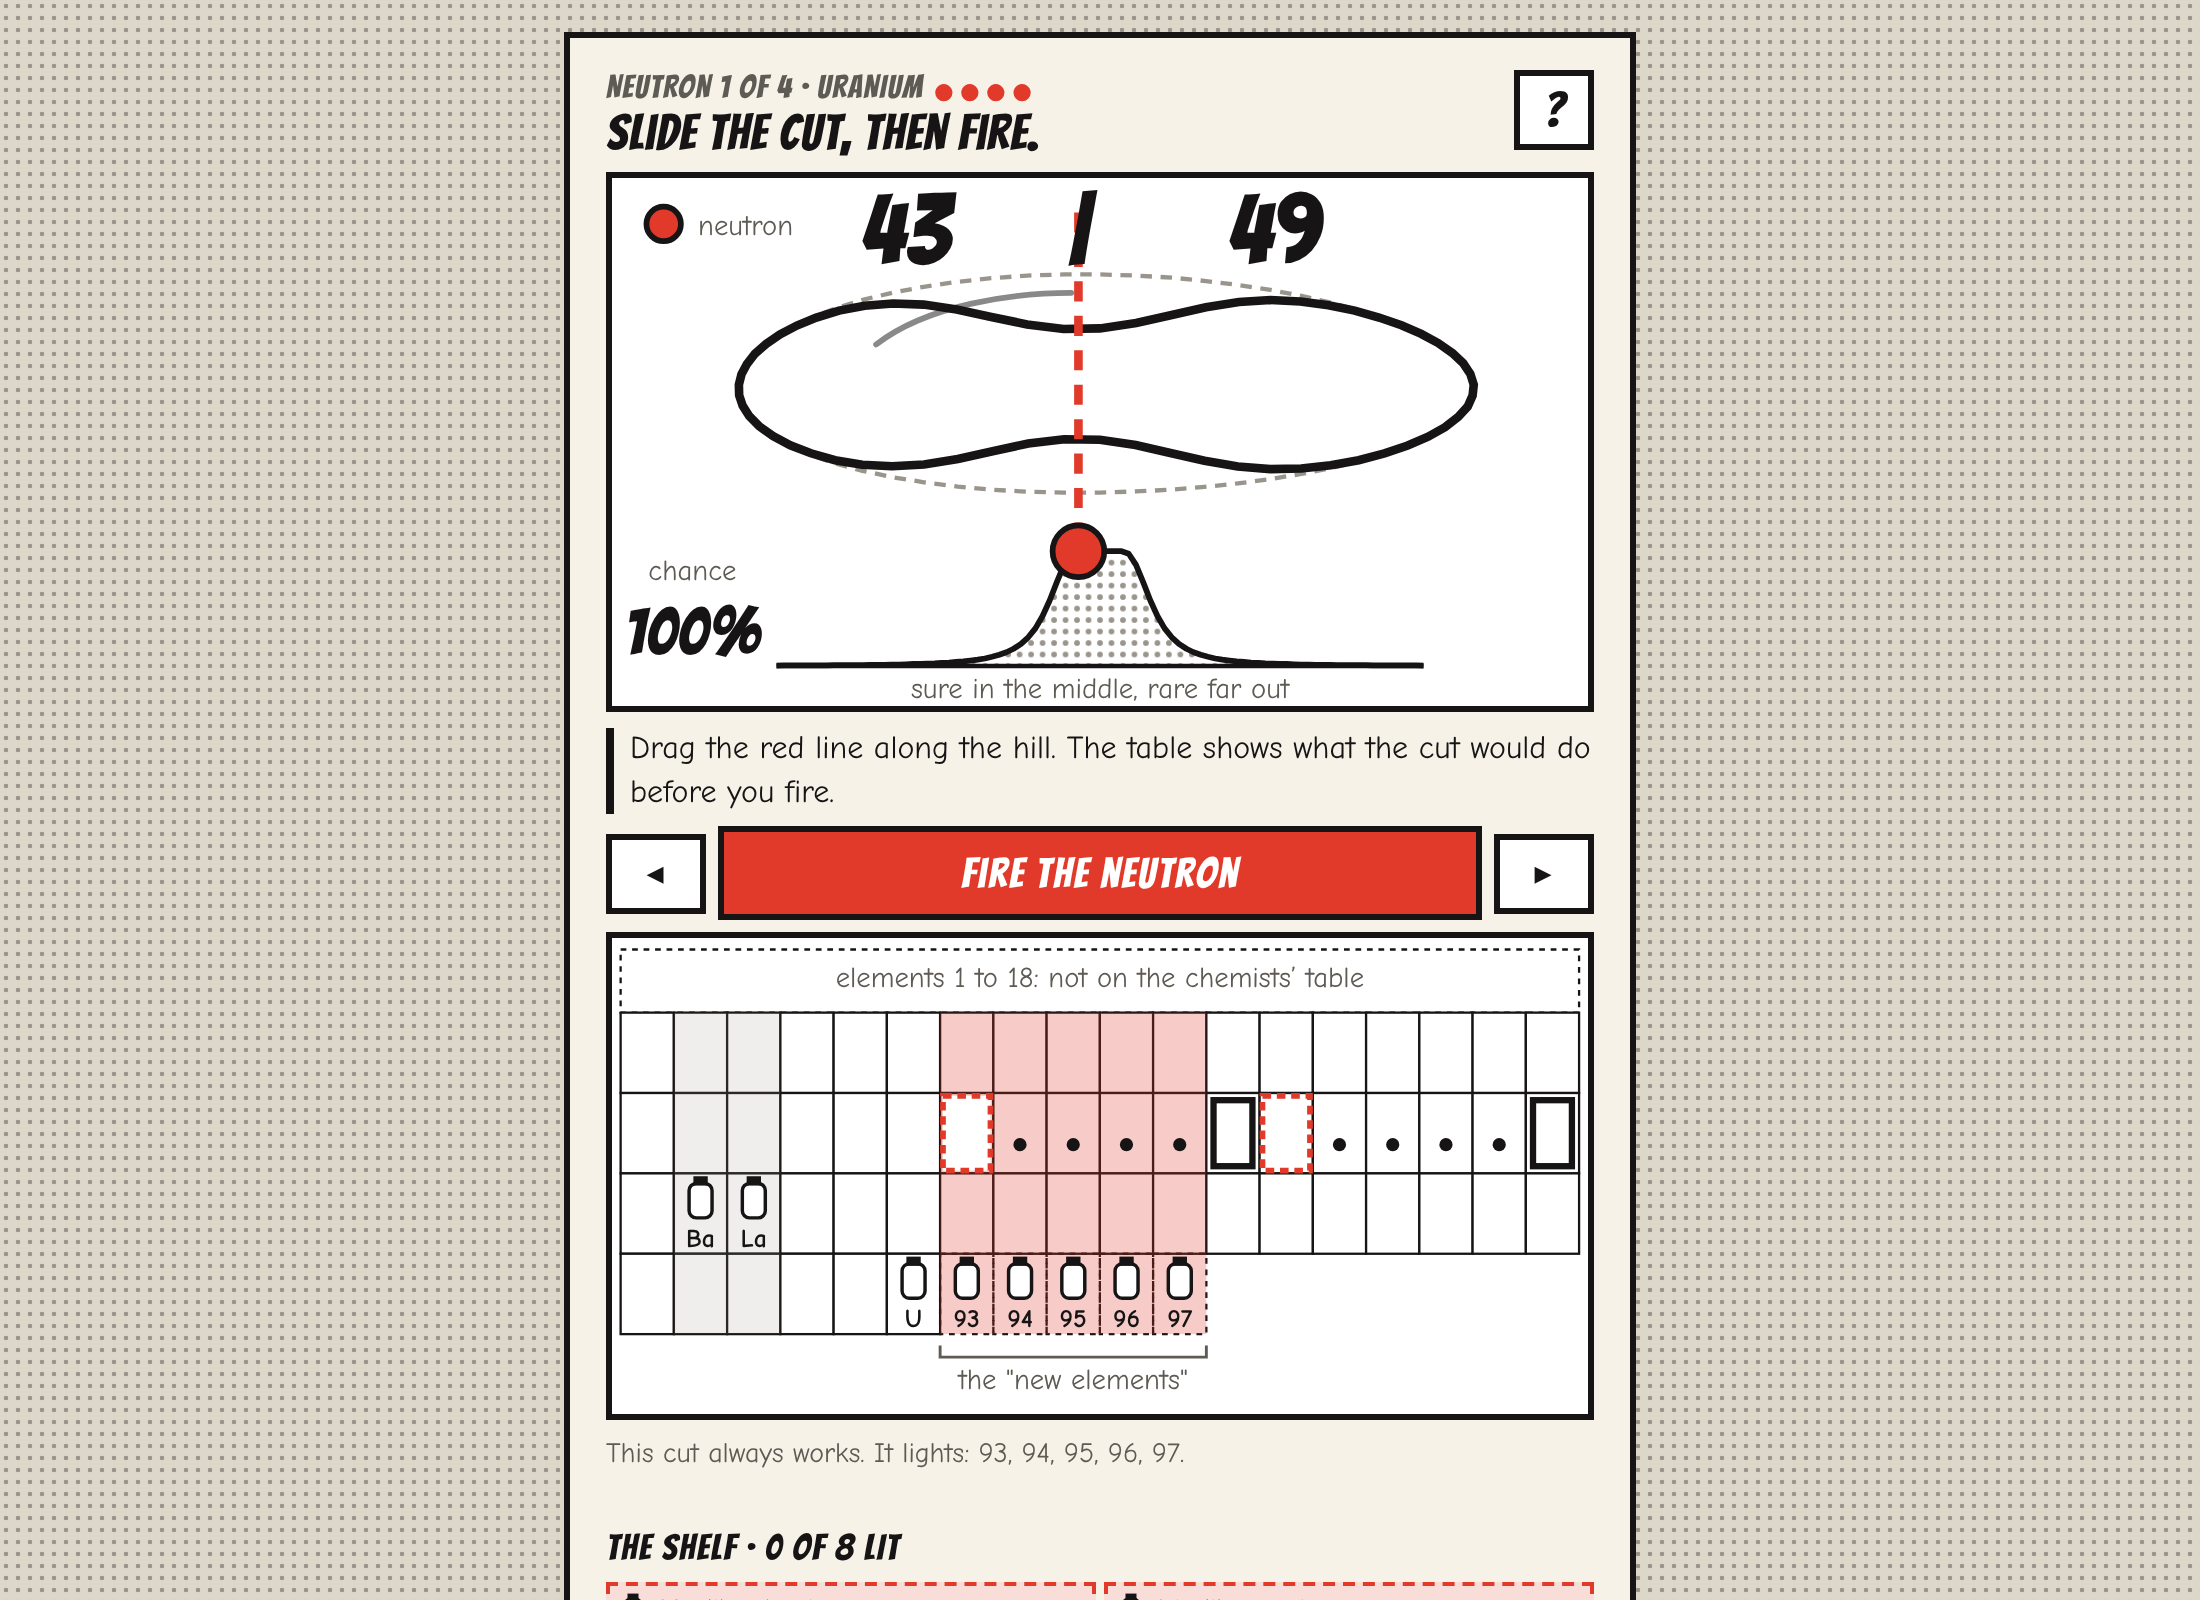 NEUTRON 1 OF 4 · URANIUM
SLIDE THE CUT, THEN FIRE.
?
neutron
43 / 49
chance
100%
sure in the middle, rare far out
Drag the red line along the hill. The table shows what the cut would do
before you fire.
◄ FIRE THE NEUTRON ►
elements 1 to 18: not on the chemists’ table
Ba La
U 93 94 95 96 97
the "new elements"
This cut always works. It lights: 93, 94, 95, 96, 97.
THE SHELF · 0 OF 8 LIT